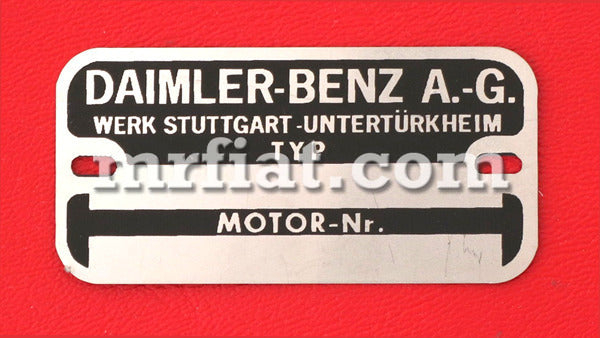 DAIMLER-BENZ A.-G.
WERK STUTTGART-UNTERTÜRKHEIM
TYP
mrfiat.com
MOTOR-Nr.